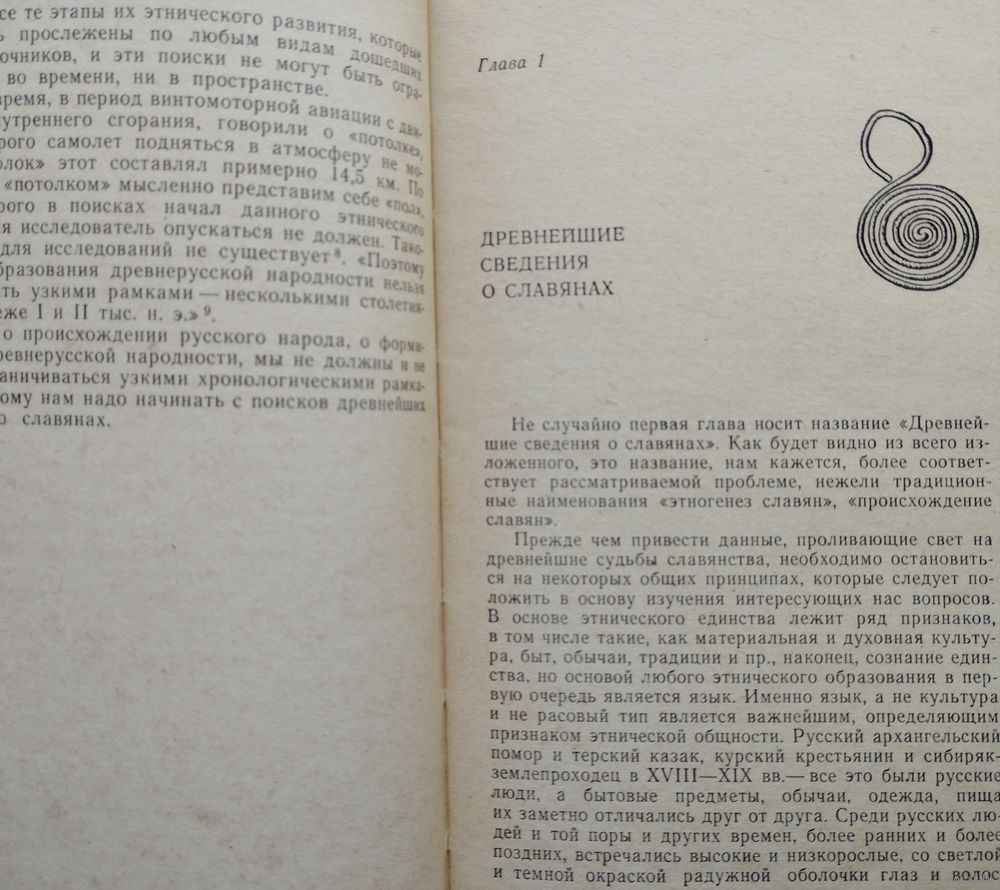 се те этапы их этнического развития, которые
ь прослежены по любым видам дошедших
очников, и эти поиски не могут быть огра-
во времени, ни в пространстве.
время, в период винтомоторной авиации с дви-
утреннего сгорания, говорили о «потолке»,
рого самолет подняться в атмосферу не мо-
олок» этот составлял примерно 14,5 км. По
«потолком» мысленно представим себе «пол»,
рого в поисках начал данного этнического
я исследователь опускаться не должен. Тако-
для исследований не существует⁸. «Поэтому
бразования древнерусской народности нельзя
ть узкими рамками — несколькими столетия-
еже I и II тыс. н. э.»⁹.
о происхождении русского народа, о форми-
ревнерусской народности, мы не должны и не
аничиваться узкими хронологическими рамка-
ому нам надо начинать с поисков древнейших
о славянах.
Глава 1
ДРЕВНЕЙШИЕ
СВЕДЕНИЯ
О СЛАВЯНАХ
Не случайно первая глава носит название «Древней-
шие сведения о славянах». Как будет видно из всего из-
ложенного, это название, нам кажется, более соответ-
ствует рассматриваемой проблеме, нежели традицион-
ные наименования «этногенез славян», «происхождение
славян».
Прежде чем привести данные, проливающие свет на
древнейшие судьбы славянства, необходимо остановить-
ся на некоторых общих принципах, которые следует по-
ложить в основу изучения интересующих нас вопросов.
В основе этнического единства лежит ряд признаков,
в том числе такие, как материальная и духовная культу-
ра, быт, обычаи, традиции и пр., наконец, сознание един-
ства, но основой любого этнического образования в пер-
вую очередь является язык. Именно язык, а не культура
и не расовый тип является важнейшим, определяющим
признаком этнической общности. Русский архангельский
помор и терский казак, курский крестьянин и сибиряк-
землепроходец в XVIII—XIX вв.— все это были русские
люди, а бытовые предметы, обычаи, одежда, пища
их заметно отличались друг от друга. Среди русских лю-
дей и той поры и других времен, более ранних и более
поздних, встречались высокие и низкорослые, со светлой
и темной окраской радужной оболочки глаз и волос